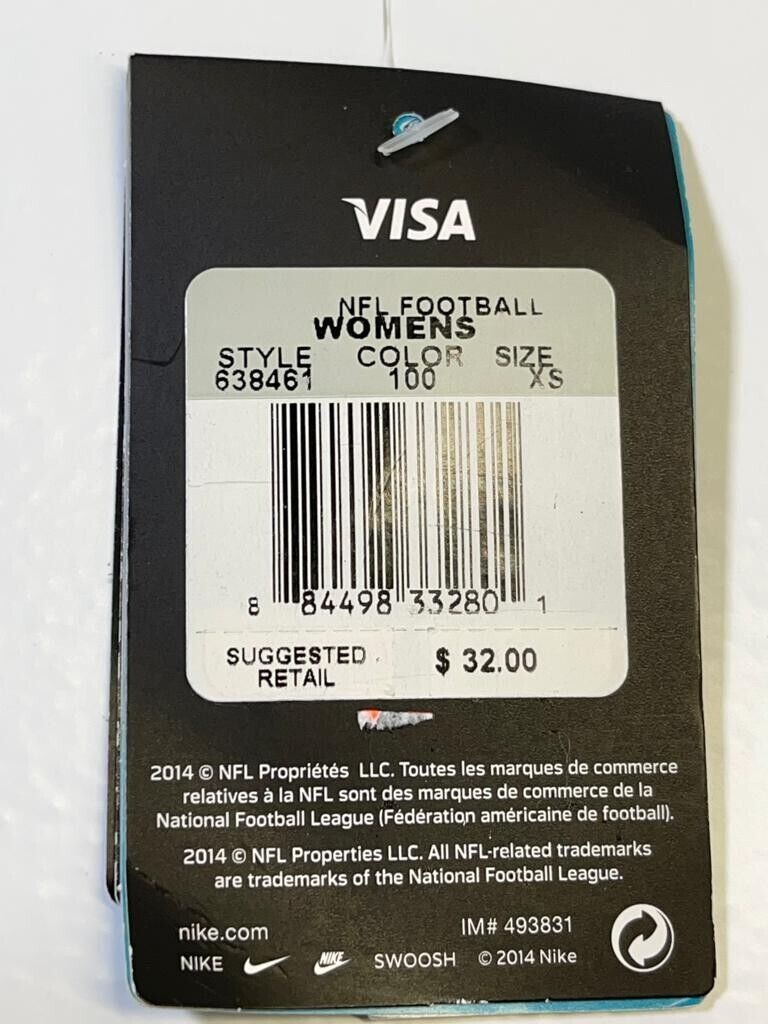 VISA
NFL FOOTBALL
WOMENS
STYLE COLOR SIZE
638461 100 XS
8 84498 33280 1
SUGGESTED RETAIL $ 32.00
2014 © NFL Propriétés LLC. Toutes les marques de commerce
relatives à la NFL sont des marques de commerce de la
National Football League (Fédération américaine de football).
2014 © NFL Properties LLC. All NFL-related trademarks
are trademarks of the National Football League.
nike.com IM# 493831
NIKE NIKE SWOOSH © 2014 Nike